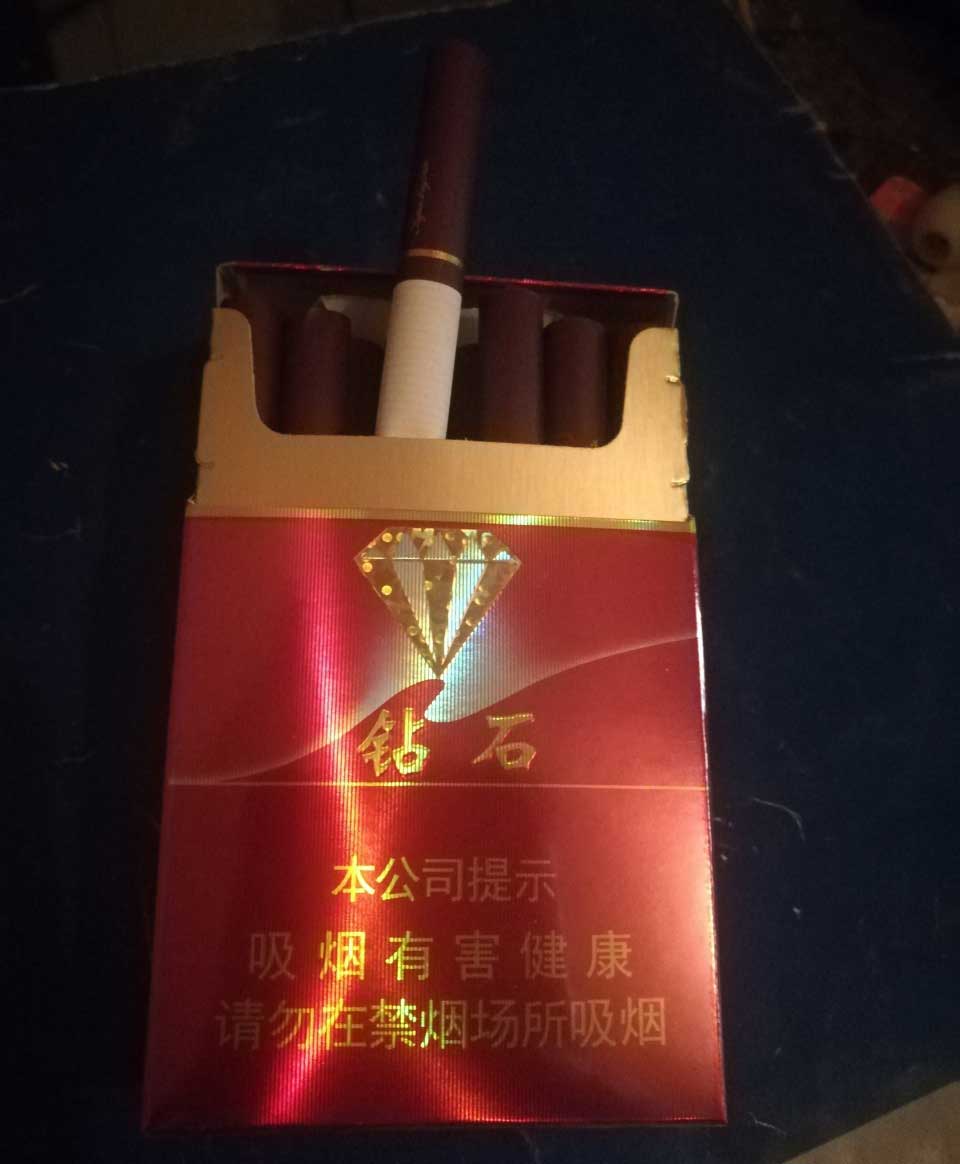 钻石
本公司提示
吸烟有害健康
请勿在禁烟场所吸烟